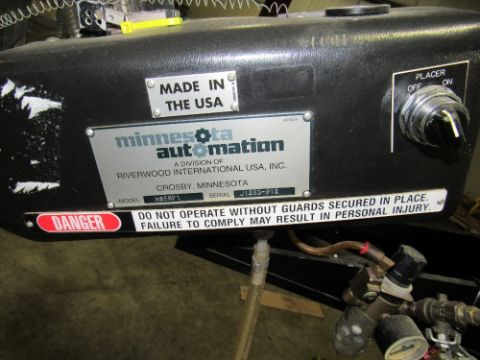 MADE IN
THE USA
PLACER
OFF ON
minnesota
automation
A DIVISION OF
RIVERWOOD INTERNATIONAL USA, INC.
CROSBY, MINNESOTA
MODEL SERIAL
DANGER
DO NOT OPERATE WITHOUT GUARDS SECURED IN PLACE.
FAILURE TO COMPLY MAY RESULT IN PERSONAL INJURY.